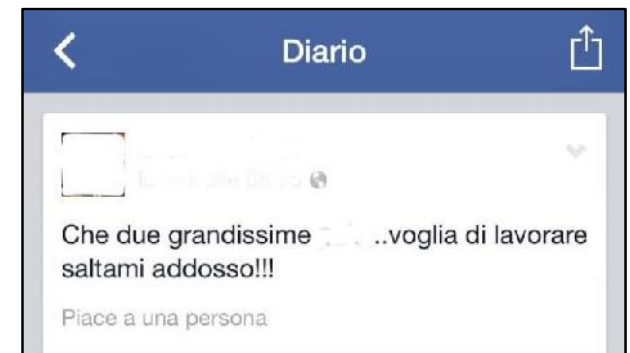 Diario
Che due grandissime ..voglia di lavorare
saltami addosso!!!
Piace a una persona